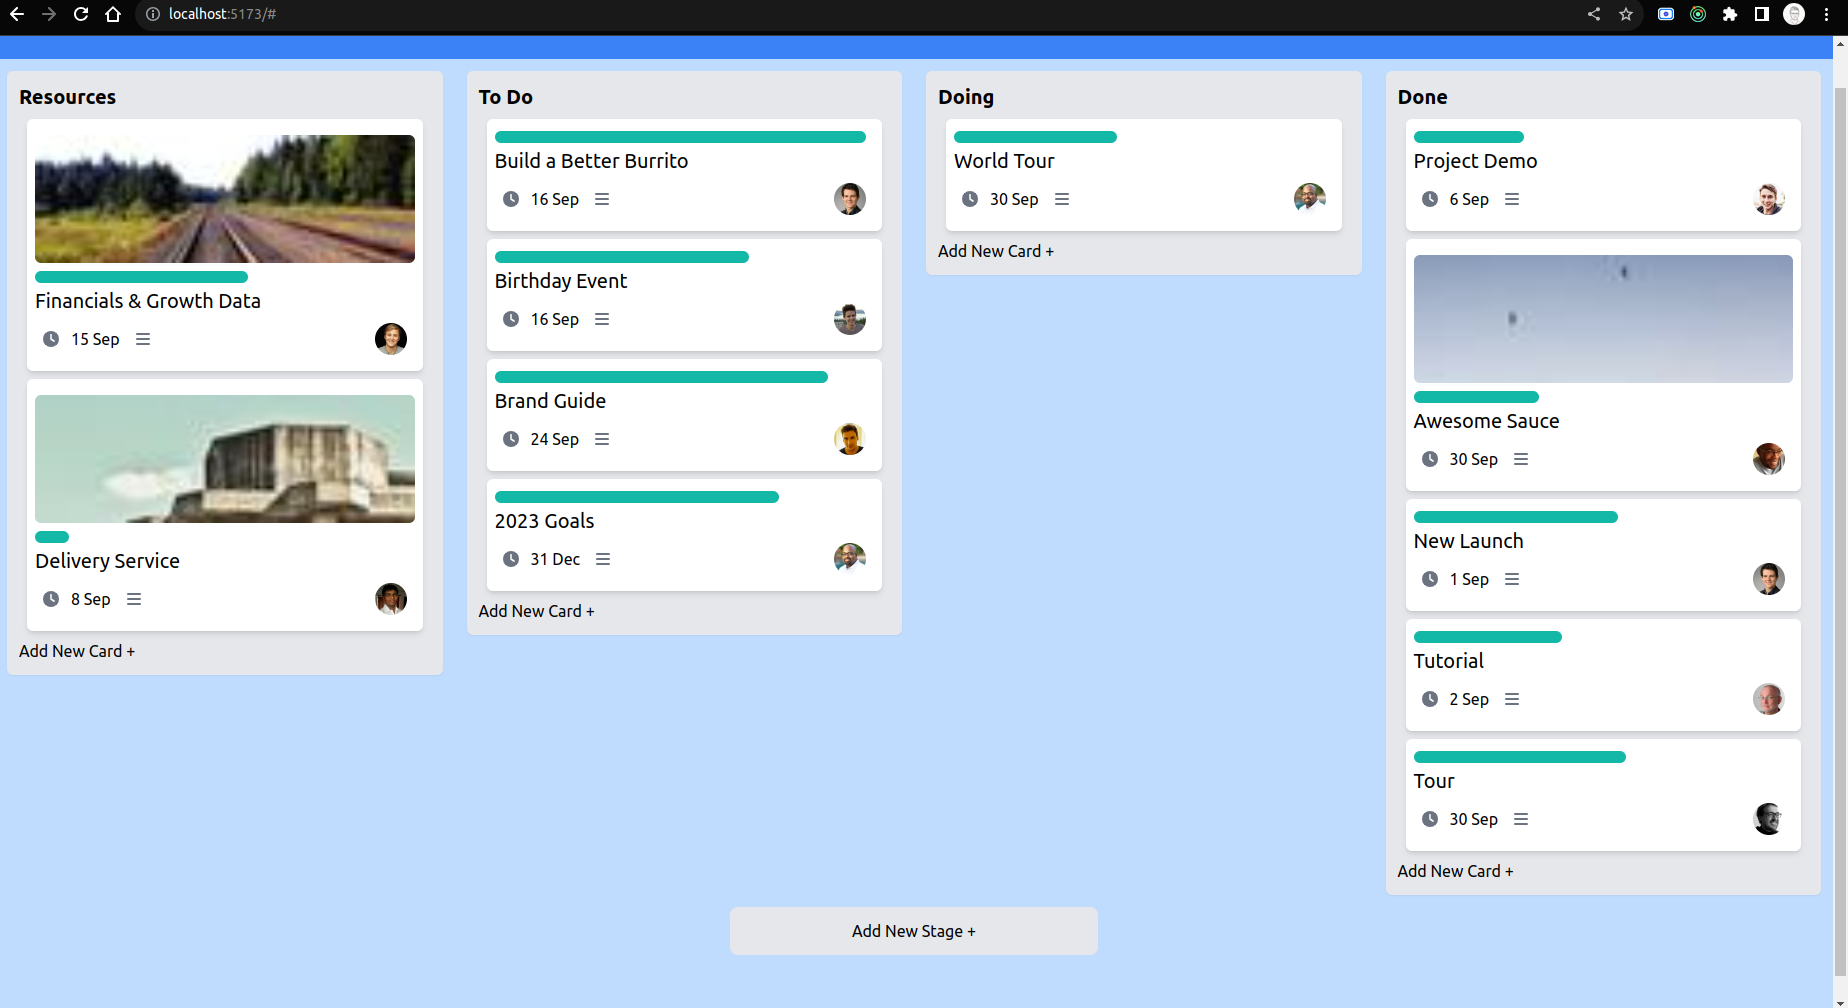 localhost:5173/#
Resources
Financials & Growth Data
15 Sep
Delivery Service
8 Sep
Add New Card +
To Do
Build a Better Burrito
16 Sep
Birthday Event
16 Sep
Brand Guide
24 Sep
2023 Goals
31 Dec
Add New Card +
Doing
World Tour
30 Sep
Add New Card +
Done
Project Demo
6 Sep
Awesome Sauce
30 Sep
New Launch
1 Sep
Tutorial
2 Sep
Tour
30 Sep
Add New Card +
Add New Stage +